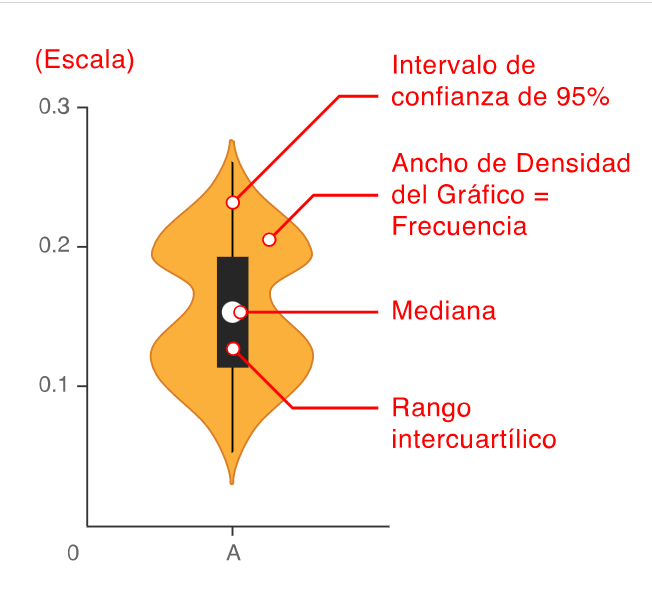 (Escala)
Intervalo de
confianza de 95%
0.3
Ancho de Densidad
del Gráfico =
Frecuencia
0.2
Mediana
0.1
Rango
intercuartílico
0
A